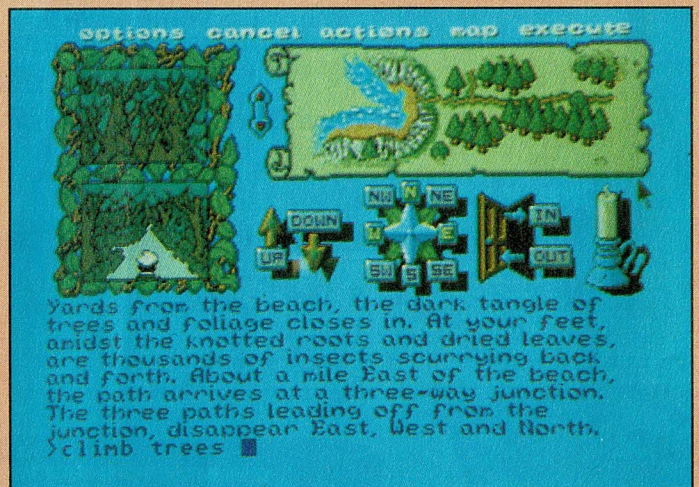 options cancel actions map execute
NW N NE
DOWN
IN
W E
UP
OUT
SW S SE
Yards from the beach, the dark tangle of
trees and foliage closes in. At your feet,
amidst the knotted roots and dried leaves,
are thousands of insects scurrying back
and forth. About a mile East of the beach,
the path arrives at a three-way junction.
The three paths leading off from the
junction, disappear East, West and North.
>climb trees